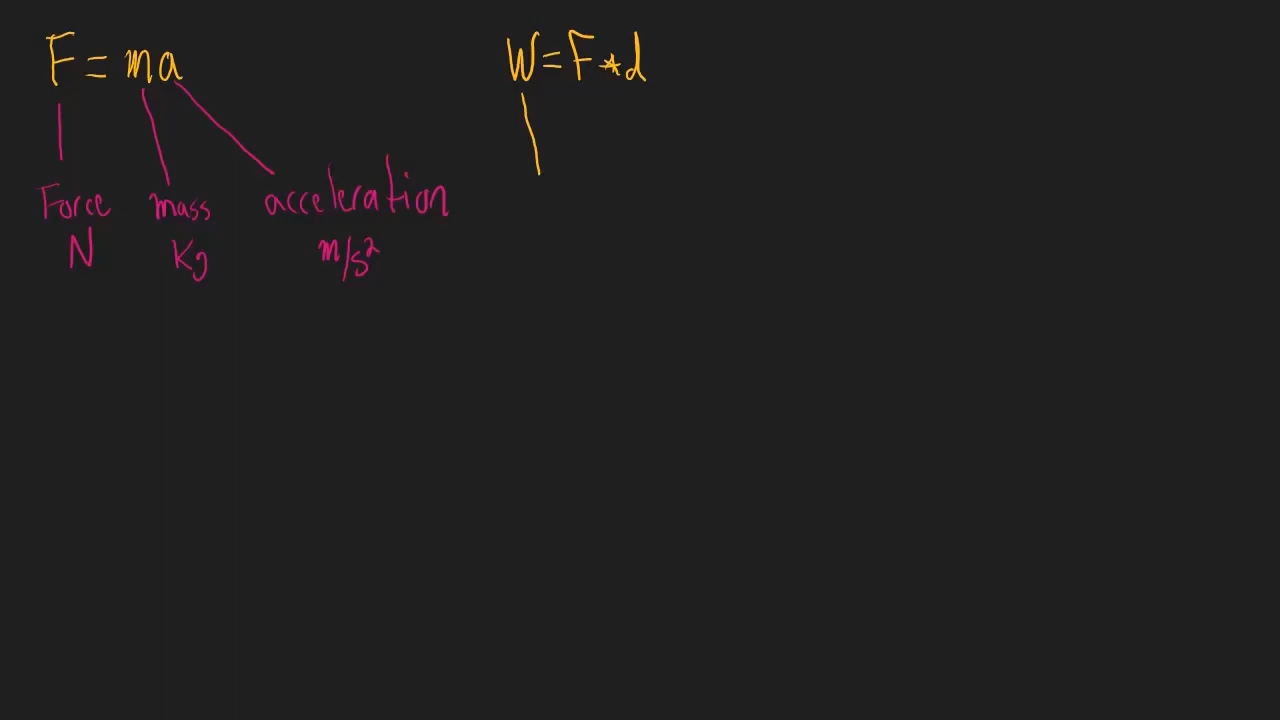 F = ma
W = F * d
Force mass acceleration
N Kg m/s²